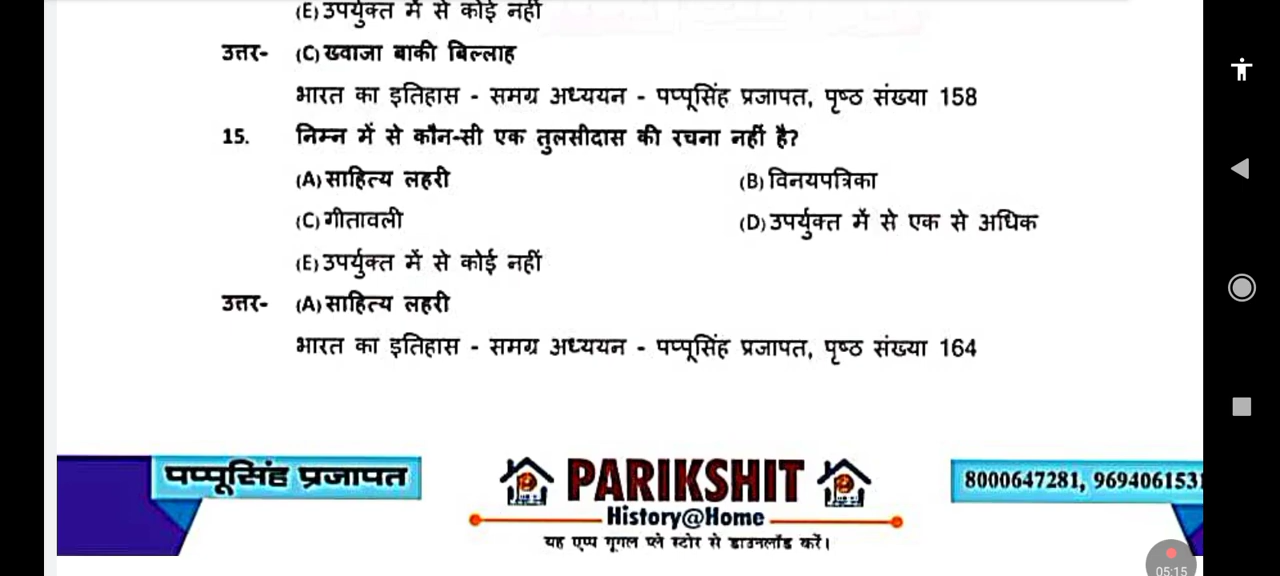 (E) उपर्युक्त में से कोई नहीं
उत्तर- (C) ख्वाजा बाकी बिल्लाह
भारत का इतिहास - समग्र अध्ययन - पप्पूसिंह प्रजापत, पृष्ठ संख्या 158
15. निम्न में से कौन-सी एक तुलसीदास की रचना नहीं है?
(A) साहित्य लहरी (B) विनयपत्रिका
(C) गीतावली (D) उपर्युक्त में से एक से अधिक
(E) उपर्युक्त में से कोई नहीं
उत्तर- (A) साहित्य लहरी
भारत का इतिहास - समग्र अध्ययन - पप्पूसिंह प्रजापत, पृष्ठ संख्या 164
पप्पूसिंह प्रजापत
PARIKSHIT
History@Home
यह एप्प गूगल प्ले स्टोर से डाउनलॉड करें।
8000647281, 9694061531
05:15